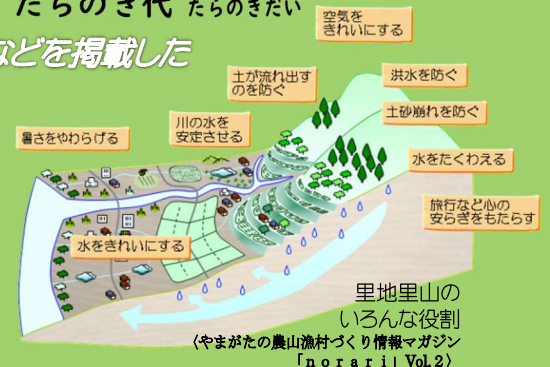 たらのき代 たらのきだい
などを掲載した
空気を
きれいにする
土が流れ出す
のを防ぐ
洪水を防ぐ
土砂崩れを防ぐ
川の水を
安定させる
暑さをやわらげる
水をたくわえる
旅行など心の
安らぎをもたらす
水をきれいにする
里地里山の
いろんな役割
〈やまがたの農山漁村づくり情報マガジン
「ｎｏｒａｒｉ」Vol.2〉